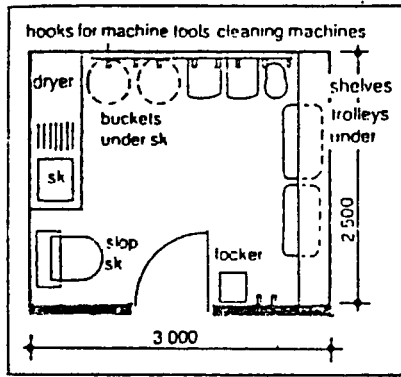 hooks for machine tools cleaning machines
dryer
shelves
trolleys
under
buckets
under sk
sk
slop
sk
locker
2 500
3 000